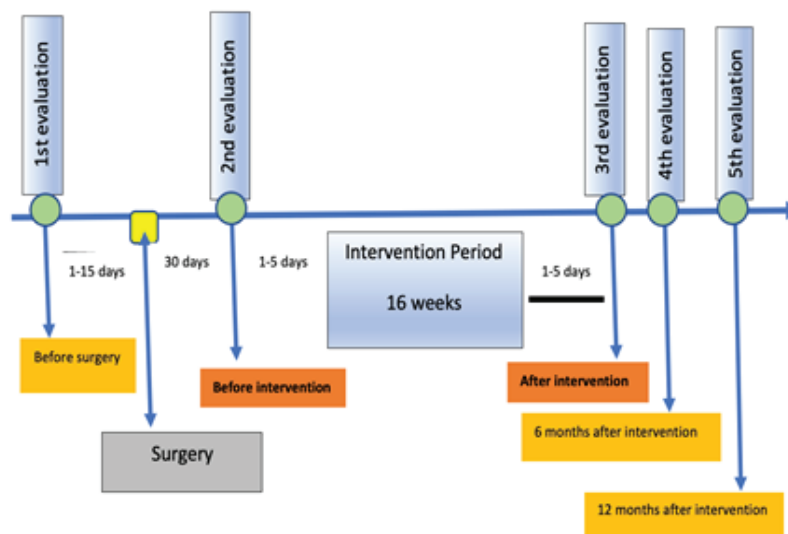 1st evaluation
2nd evaluation
3rd evaluation
4th evaluation
5th evaluation
1-15 days
30 days
1-5 days
Intervention Period
16 weeks
1-5 days
Before surgery
Before intervention
After intervention
6 months after intervention
Surgery
12 months after intervention